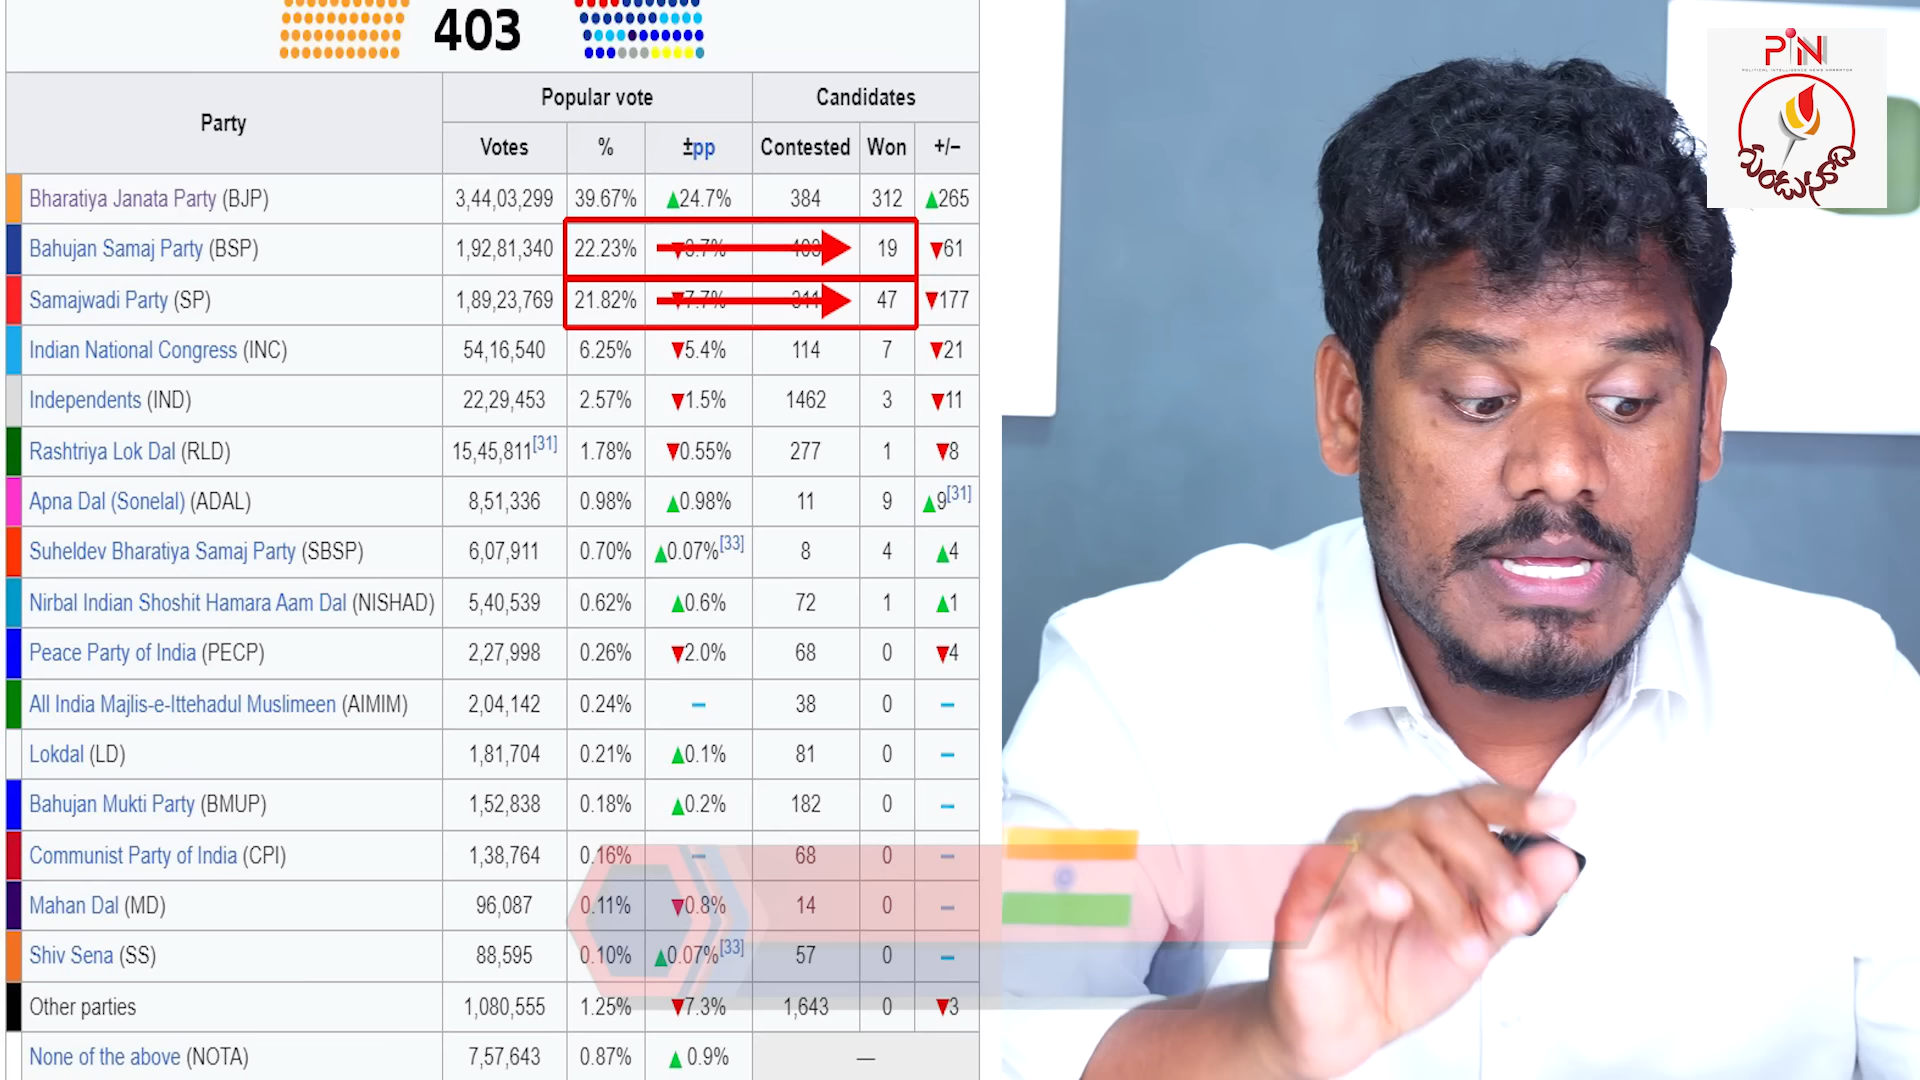 403
Party Popular vote Candidates
Votes % ±pp Contested Won +/−
Bharatiya Janata Party (BJP) 3,44,03,299 39.67% ▲24.7% 384 312 ▲265
Bahujan Samaj Party (BSP) 1,92,81,340 22.23% 19 ▼61
Samajwadi Party (SP) 1,89,23,769 21.82% ▼7.7% 311 47 ▼177
Indian National Congress (INC) 54,16,540 6.25% ▼5.4% 114 7 ▼21
Independents (IND) 22,29,453 2.57% ▼1.5% 1462 3 ▼11
Rashtriya Lok Dal (RLD) 15,45,811[31] 1.78% ▼0.55% 277 1 ▼8
Apna Dal (Sonelal) (ADAL) 8,51,336 0.98% ▲0.98% 11 9 ▲9[31]
Suheldev Bharatiya Samaj Party (SBSP) 6,07,911 0.70% ▲0.07%[33] 8 4 ▲4
Nirbal Indian Shoshit Hamara Aam Dal (NISHAD) 5,40,539 0.62% ▲0.6% 72 1 ▲1
Peace Party of India (PECP) 2,27,998 0.26% ▼2.0% 68 0 ▼4
All India Majlis-e-Ittehadul Muslimeen (AIMIM) 2,04,142 0.24% – 38 0 –
Lokdal (LD) 1,81,704 0.21% ▲0.1% 81 0 –
Bahujan Mukti Party (BMUP) 1,52,838 0.18% ▲0.2% 182 0 –
Communist Party of India (CPI) 1,38,764 0.16% – 68 0 –
Mahan Dal (MD) 96,087 0.11% ▼0.8% 14 0 –
Shiv Sena (SS) 88,595 0.10% ▲0.07%[33] 57 0 –
Other parties 1,080,555 1.25% ▼7.3% 1,643 0 ▼3
None of the above (NOTA) 7,57,643 0.87% ▲ 0.9% —
PIN